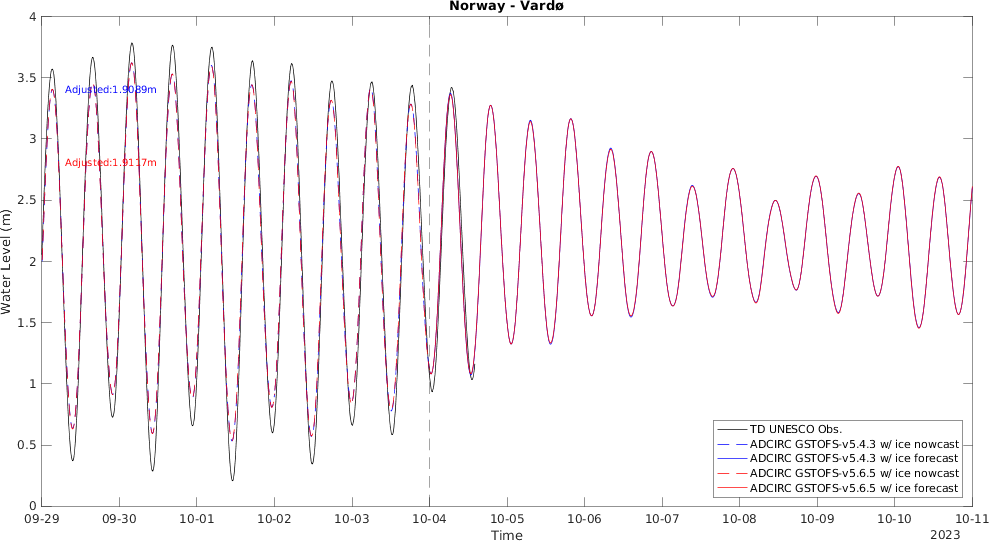 Norway - Vardø
4
3.5
3
2.5
2
1.5
1
0.5
0
Water Level (m)
Adjusted:1.9089m
Adjusted:1.9117m
TD UNESCO Obs.
ADCIRC GSTOFS-v5.4.3 w/ ice nowcast
ADCIRC GSTOFS-v5.4.3 w/ ice forecast
ADCIRC GSTOFS-v5.6.5 w/ ice nowcast
ADCIRC GSTOFS-v5.6.5 w/ ice forecast
09-29 09-30 10-01 10-02 10-03 10-04 10-05 10-06 10-07 10-08 10-09 10-10 10-11
Time
2023